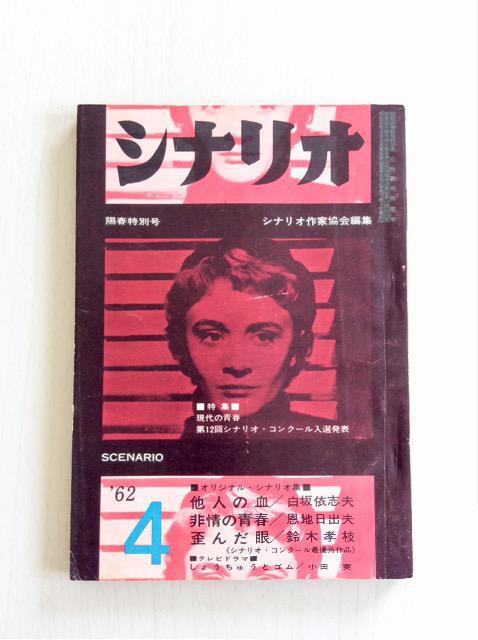 シナリオ
陽春特別号
シナリオ作家協会編集
■特集■
現代の青春
第12回シナリオ・コンクール入選発表
SCENARIO
'62
4
■オリジナル・シナリオ集■
他人の血／白坂依志夫
非情の青春／恩地日出夫
歪んだ眼／鈴木孝枝
《シナリオ・コンクール最優秀作品》
■テレビドラマ■
しょうちゅうとゴム／小田 実